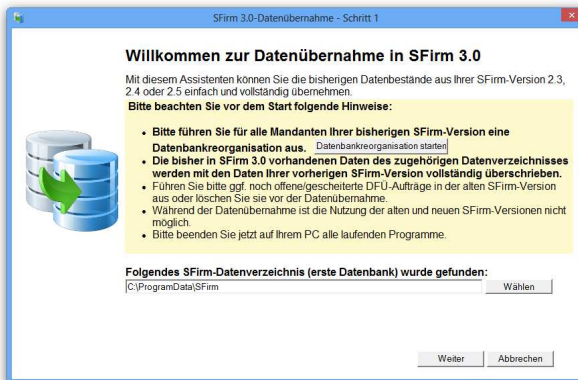 SFirm 3.0-Datenübernahme - Schritt 1
Willkommen zur Datenübernahme in SFirm 3.0
Mit diesem Assistenten können Sie die bisherigen Datenbestände aus Ihrer SFirm-Version 2.3,
2.4 oder 2.5 einfach und vollständig übernehmen.
Bitte beachten Sie vor dem Start folgende Hinweise:
• Bitte führen Sie für alle Mandanten Ihrer bisherigen SFirm-Version eine
Datenbankreorganisation aus. Datenbankreorganisation starten
• Die bisher in SFirm 3.0 vorhandenen Daten des zugehörigen Datenverzeichnisses
werden mit den Daten Ihrer vorherigen SFirm-Version vollständig überschrieben.
• Führen Sie bitte ggf. noch offene/gescheiterte DFÜ-Aufträge in der alten SFirm-Version
aus oder löschen Sie sie vor der Datenübernahme.
• Während der Datenübernahme ist die Nutzung der alten und neuen SFirm-Versionen nicht
möglich.
• Bitte beenden Sie jetzt auf Ihrem PC alle laufenden Programme.
Folgendes SFirm-Datenverzeichnis (erste Datenbank) wurde gefunden:
C:\ProgramData\SFirm Wählen
Weiter Abbrechen